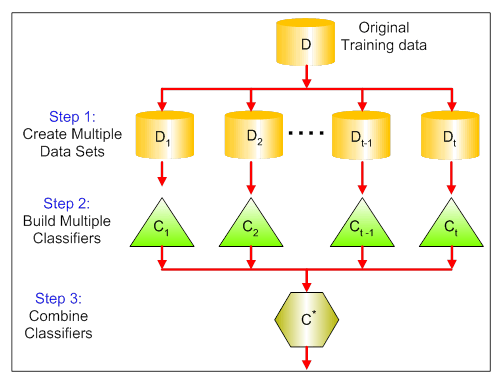 D
Original
Training data
Step 1:
Create Multiple
Data Sets
D1
D2
....
Dt-1
Dt
Step 2:
Build Multiple
Classifiers
C1
C2
Ct -1
Ct
Step 3:
Combine
Classifiers
C*